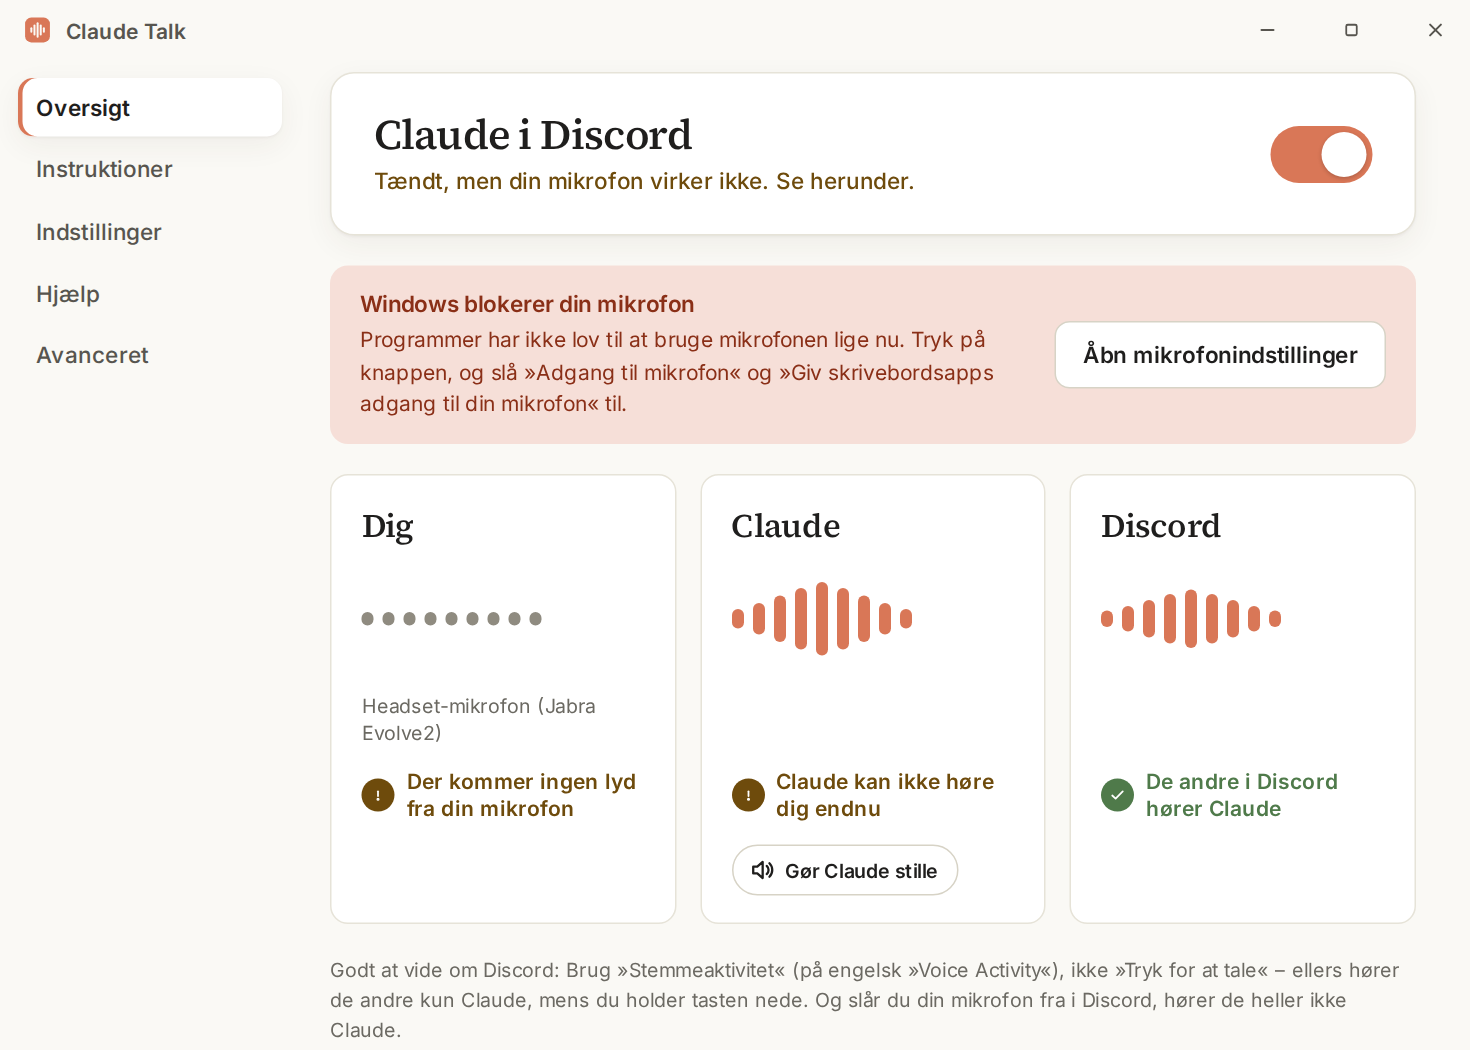 Claude Talk
Oversigt
Instruktioner
Indstillinger
Hjælp
Avanceret
Claude i Discord
Tændt, men din mikrofon virker ikke. Se herunder.
Windows blokerer din mikrofon
Programmer har ikke lov til at bruge mikrofonen lige nu. Tryk på
knappen, og slå »Adgang til mikrofon« og »Giv skrivebordsapps
adgang til din mikrofon« til.
Åbn mikrofonindstillinger
Dig
Headset-mikrofon (Jabra
Evolve2)
Der kommer ingen lyd
fra din mikrofon
Claude
Claude kan ikke høre
dig endnu
Gør Claude stille
Discord
De andre i Discord
hører Claude
Godt at vide om Discord: Brug »Stemmeaktivitet« (på engelsk »Voice Activity«), ikke »Tryk for at tale« – ellers hører
de andre kun Claude, mens du holder tasten nede. Og slår du din mikrofon fra i Discord, hører de heller ikke
Claude.